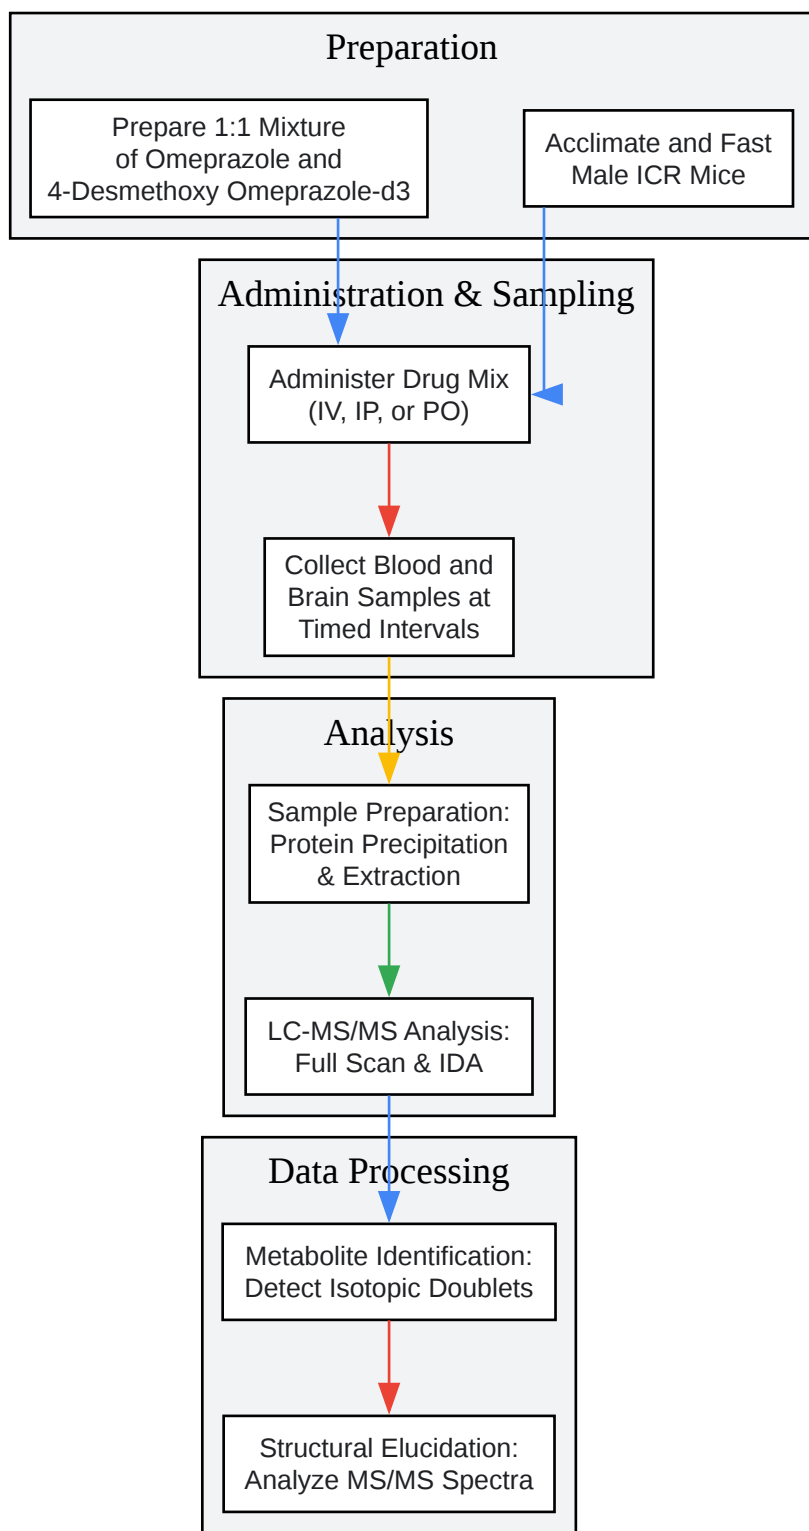 Preparation
Prepare 1:1 Mixture
of Omeprazole and
4-Desmethoxy Omeprazole-d3
Acclimate and Fast
Male ICR Mice
Administration & Sampling
Administer Drug Mix
(IV, IP, or PO)
Collect Blood and
Brain Samples at
Timed Intervals
Analysis
Sample Preparation:
Protein Precipitation
& Extraction
LC-MS/MS Analysis:
Full Scan & IDA
Data Processing
Metabolite Identification:
Detect Isotopic Doublets
Structural Elucidation:
Analyze MS/MS Spectra